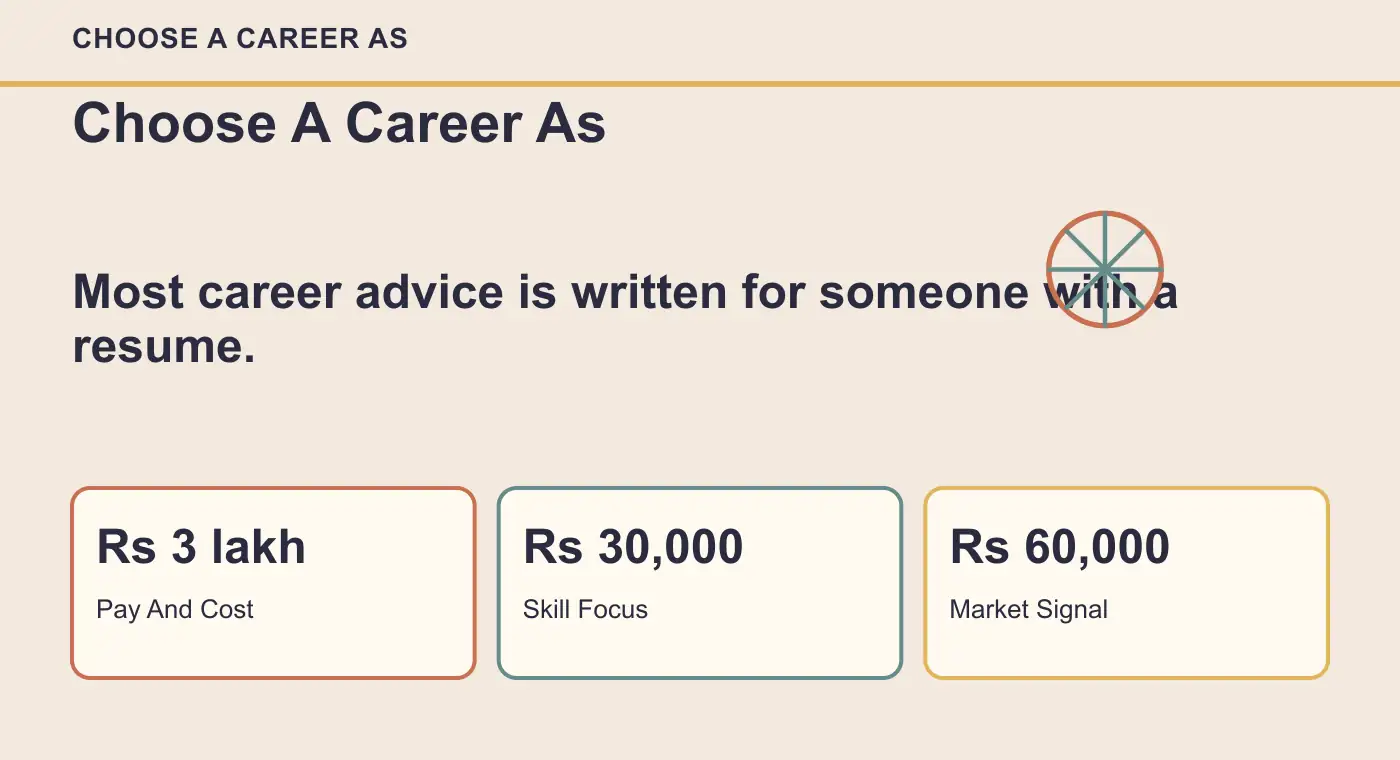 CHOOSE A CAREER AS
Choose A Career As
Most career advice is written for someone with a
resume.
Rs 3 lakh
Pay And Cost
Rs 30,000
Skill Focus
Rs 60,000
Market Signal